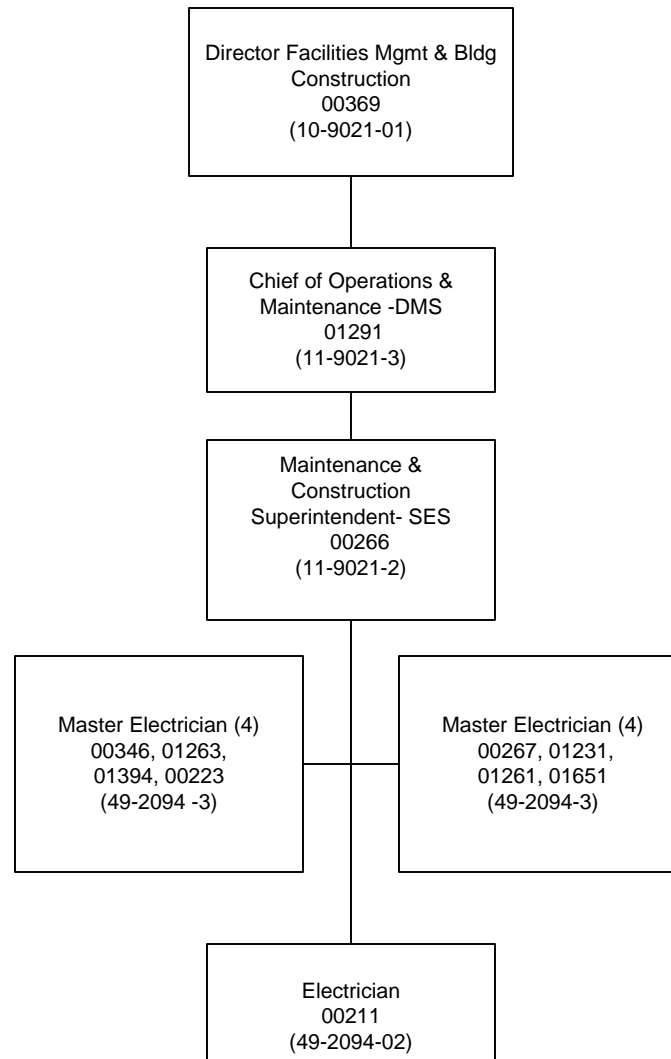 Director Facilities Mgmt & Bldg
Construction
00369
(10-9021-01)
Chief of Operations &
Maintenance -DMS
01291
(11-9021-3)
Maintenance &
Construction
Superintendent- SES
00266
(11-9021-2)
Master Electrician (4)
00346, 01263,
01394, 00223
(49-2094 -3)
Master Electrician (4)
00267, 01231,
01261, 01651
(49-2094-3)
Electrician
00211
(49-2094-02)